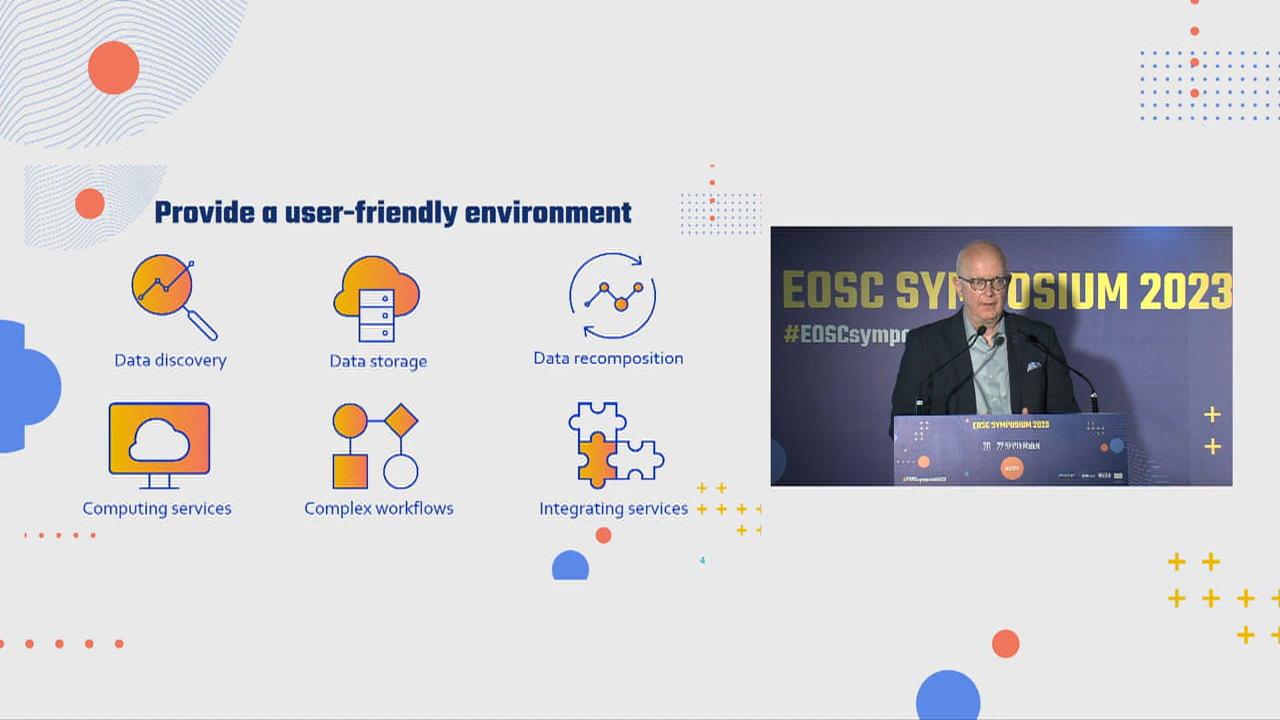 Provide a user-friendly environment
Data discovery
Data storage
Data recomposition
Computing services
Complex workflows
Integrating services
4
EOSC SYMPOSIUM 2023
#EOSCsympo
EOSC SYMPOSIUM 2023